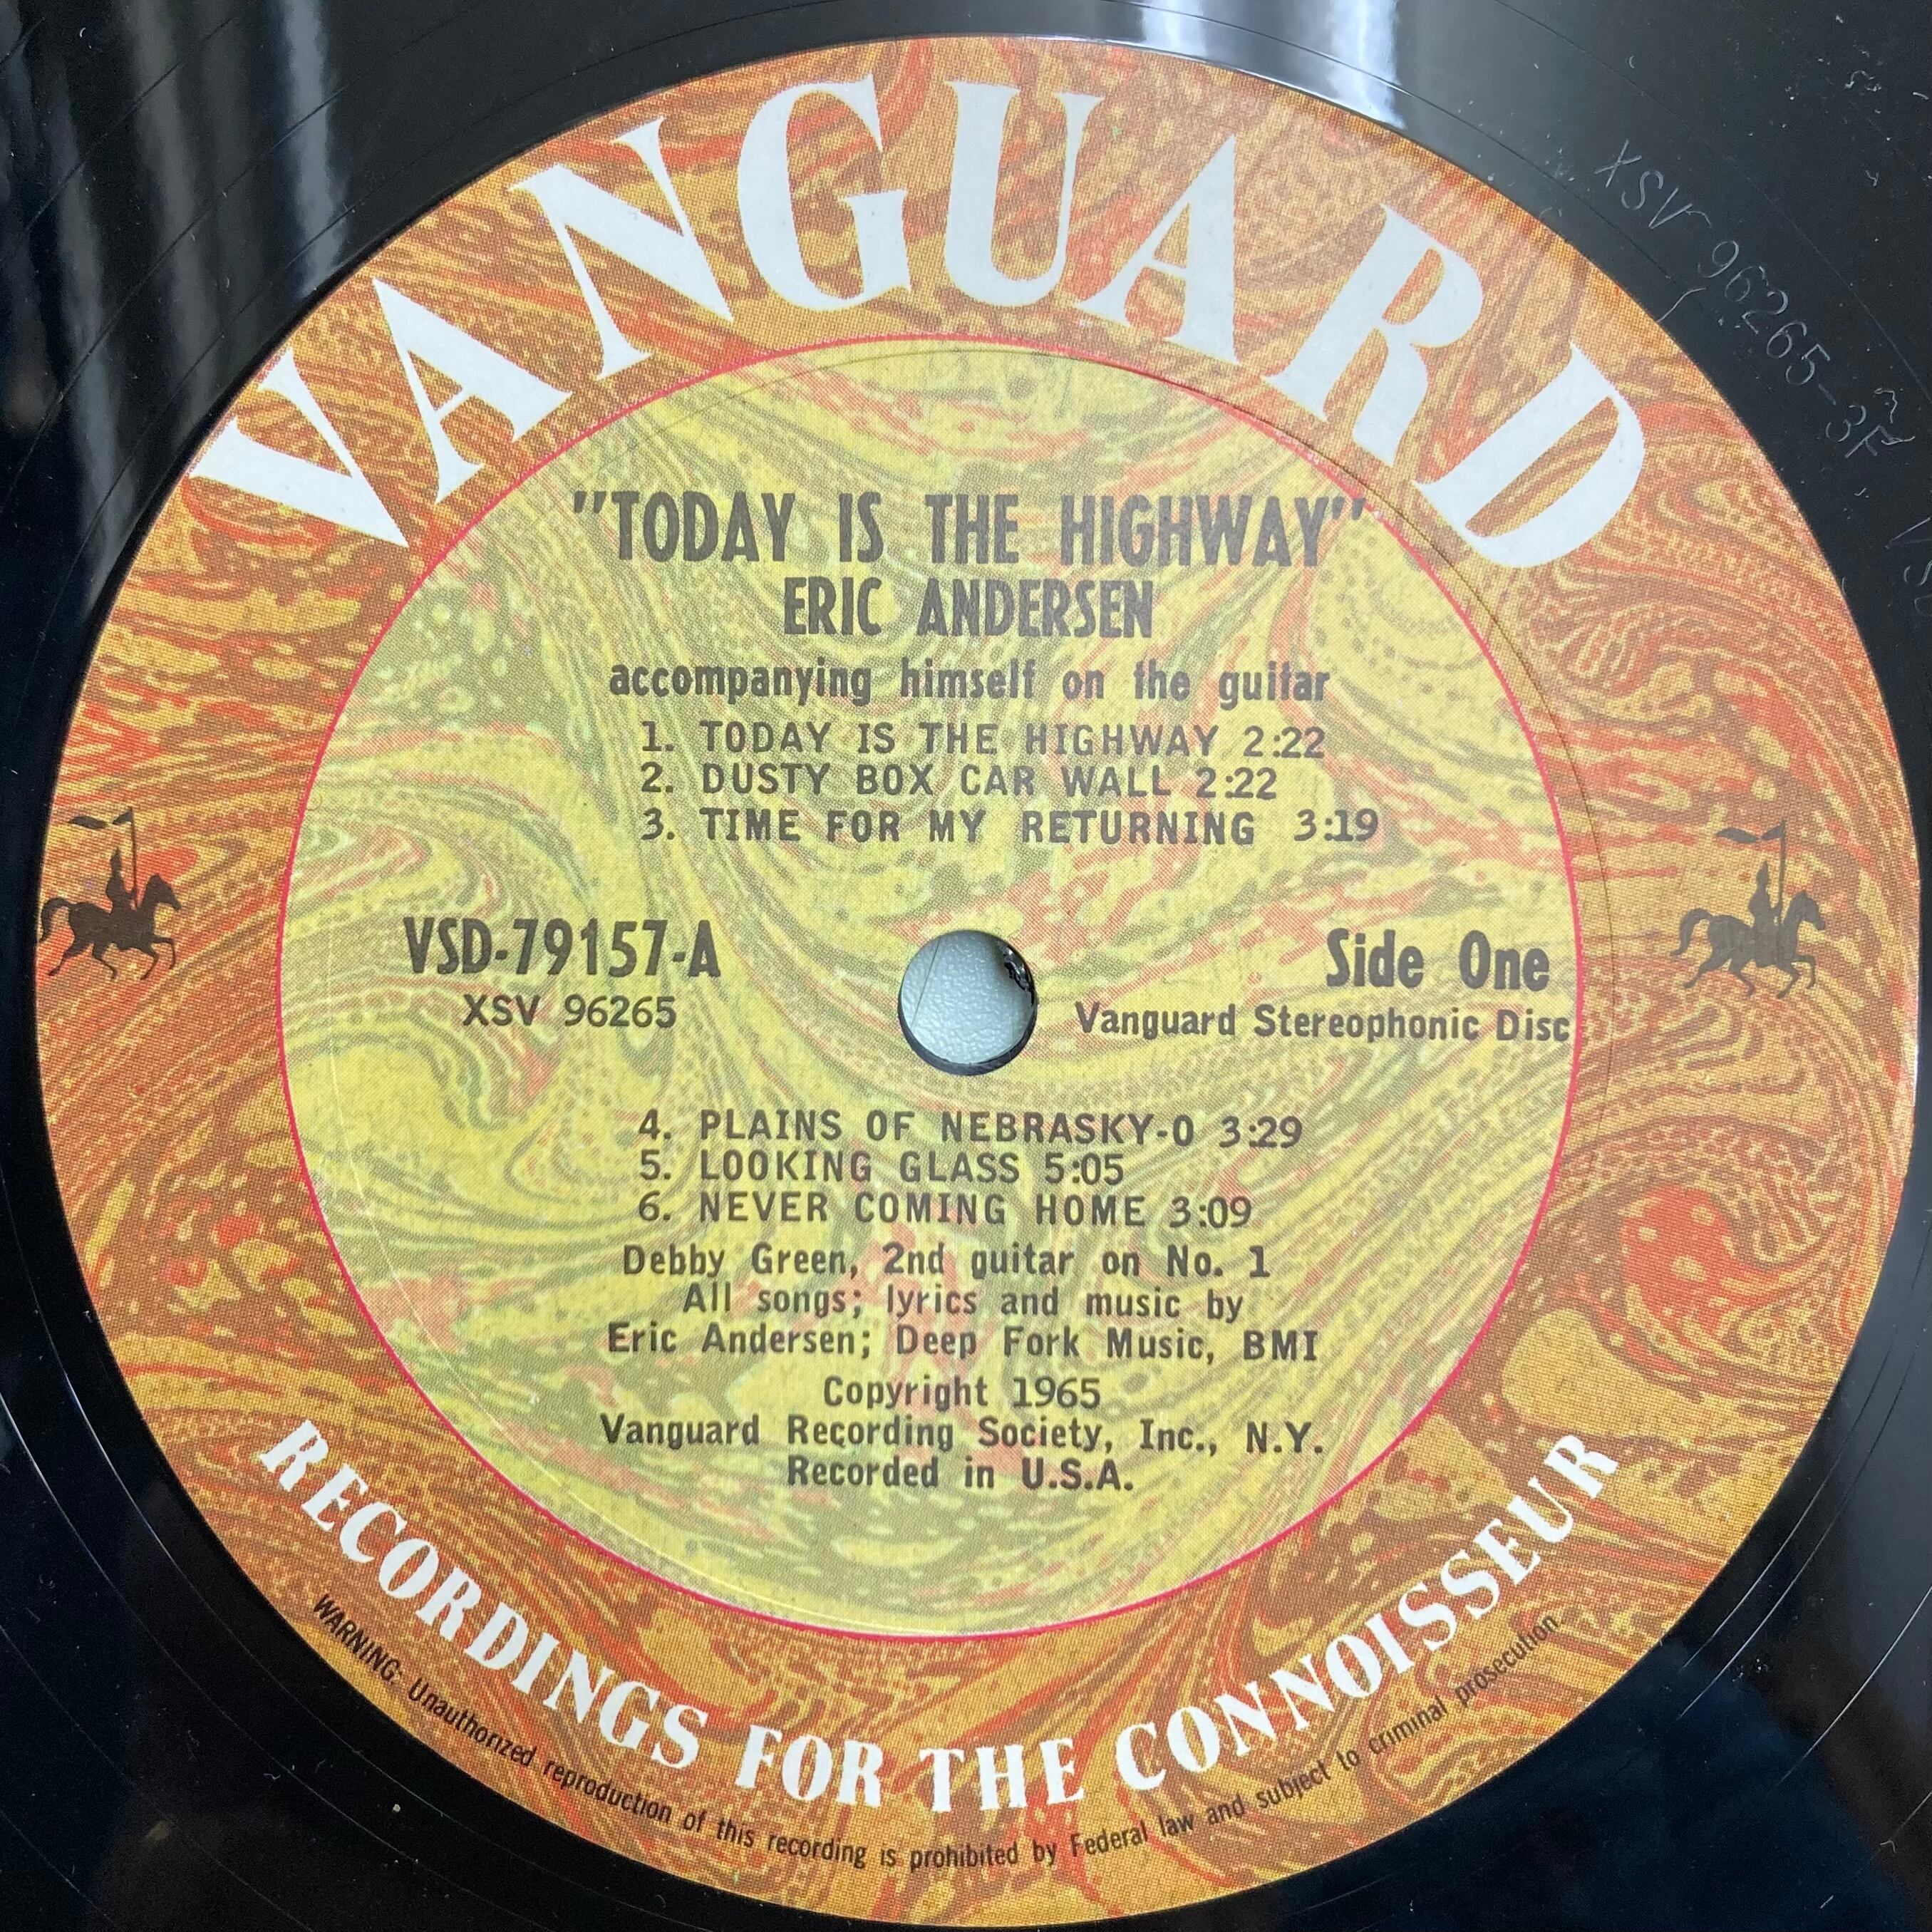 VANGUARD
"TODAY IS THE HIGHWAY"
ERIC ANDERSEN
accompanying himself on the guitar
1. TODAY IS THE HIGHWAY 2:22
2. DUSTY BOX CAR WALL 2:22
3. TIME FOR MY RETURNING 3:19
VSD-79157-A
XSV 96265
Side One
Vanguard Stereophonic Disc
4. PLAINS OF NEBRASKY-O 3:29
5. LOOKING GLASS 5:05
6. NEVER COMING HOME 3:09
Debby Green, 2nd guitar on No. 1
All songs; lyrics and music by
Eric Andersen; Deep Fork Music, BMI
Copyright 1965
Vanguard Recording Society, Inc., N.Y.
Recorded in U.S.A.
RECORDINGS FOR THE CONNOISSEUR
WARNING: Unauthorized reproduction of this recording is prohibited by Federal law and subject to criminal prosecution.
XSV 96265-3F